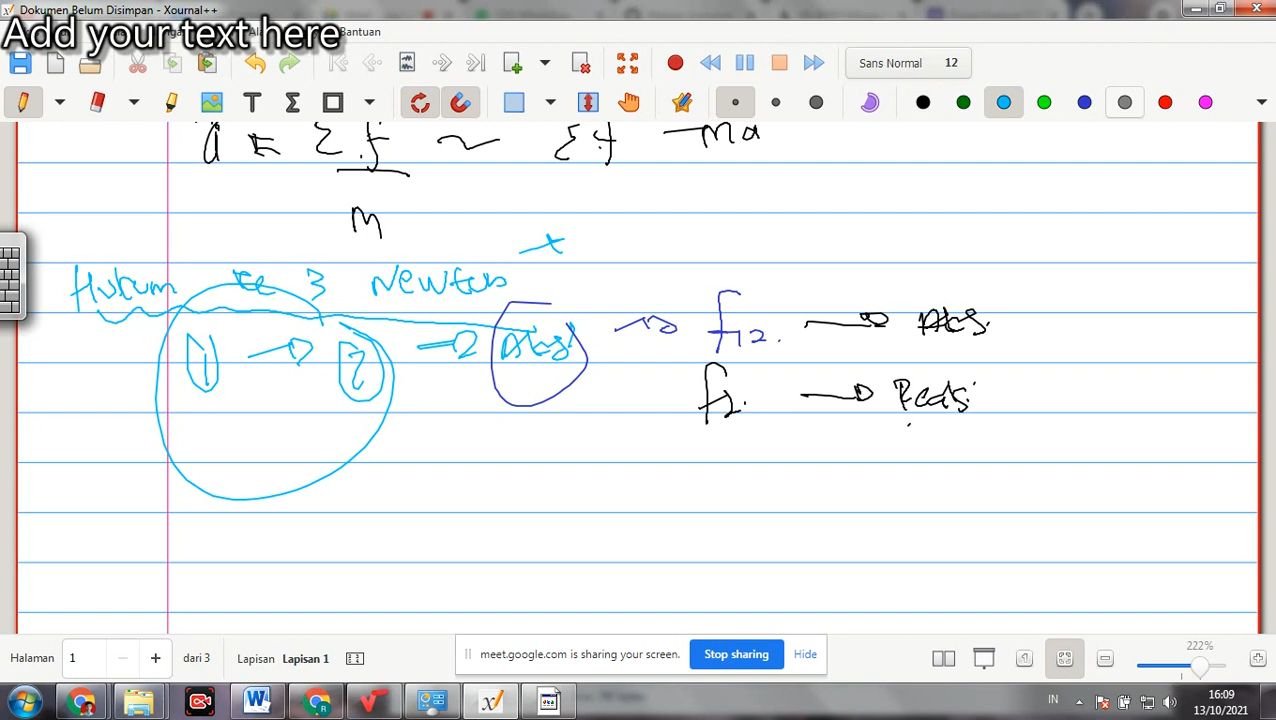 Dokumen Belum Disimpan - Xournal++
Add your text here
Bantuan
Sans Normal 12
a = Σ f ~ Σ f = ma
m
Hukum ke 3 Newton
1 → 2 → Aksi → f12 → Aksi
f2 → Reaksi
Halaman 1 dari 3 Lapisan Lapisan 1
meet.google.com is sharing your screen. Stop sharing Hide
222%
IN 16:09
13/10/2021